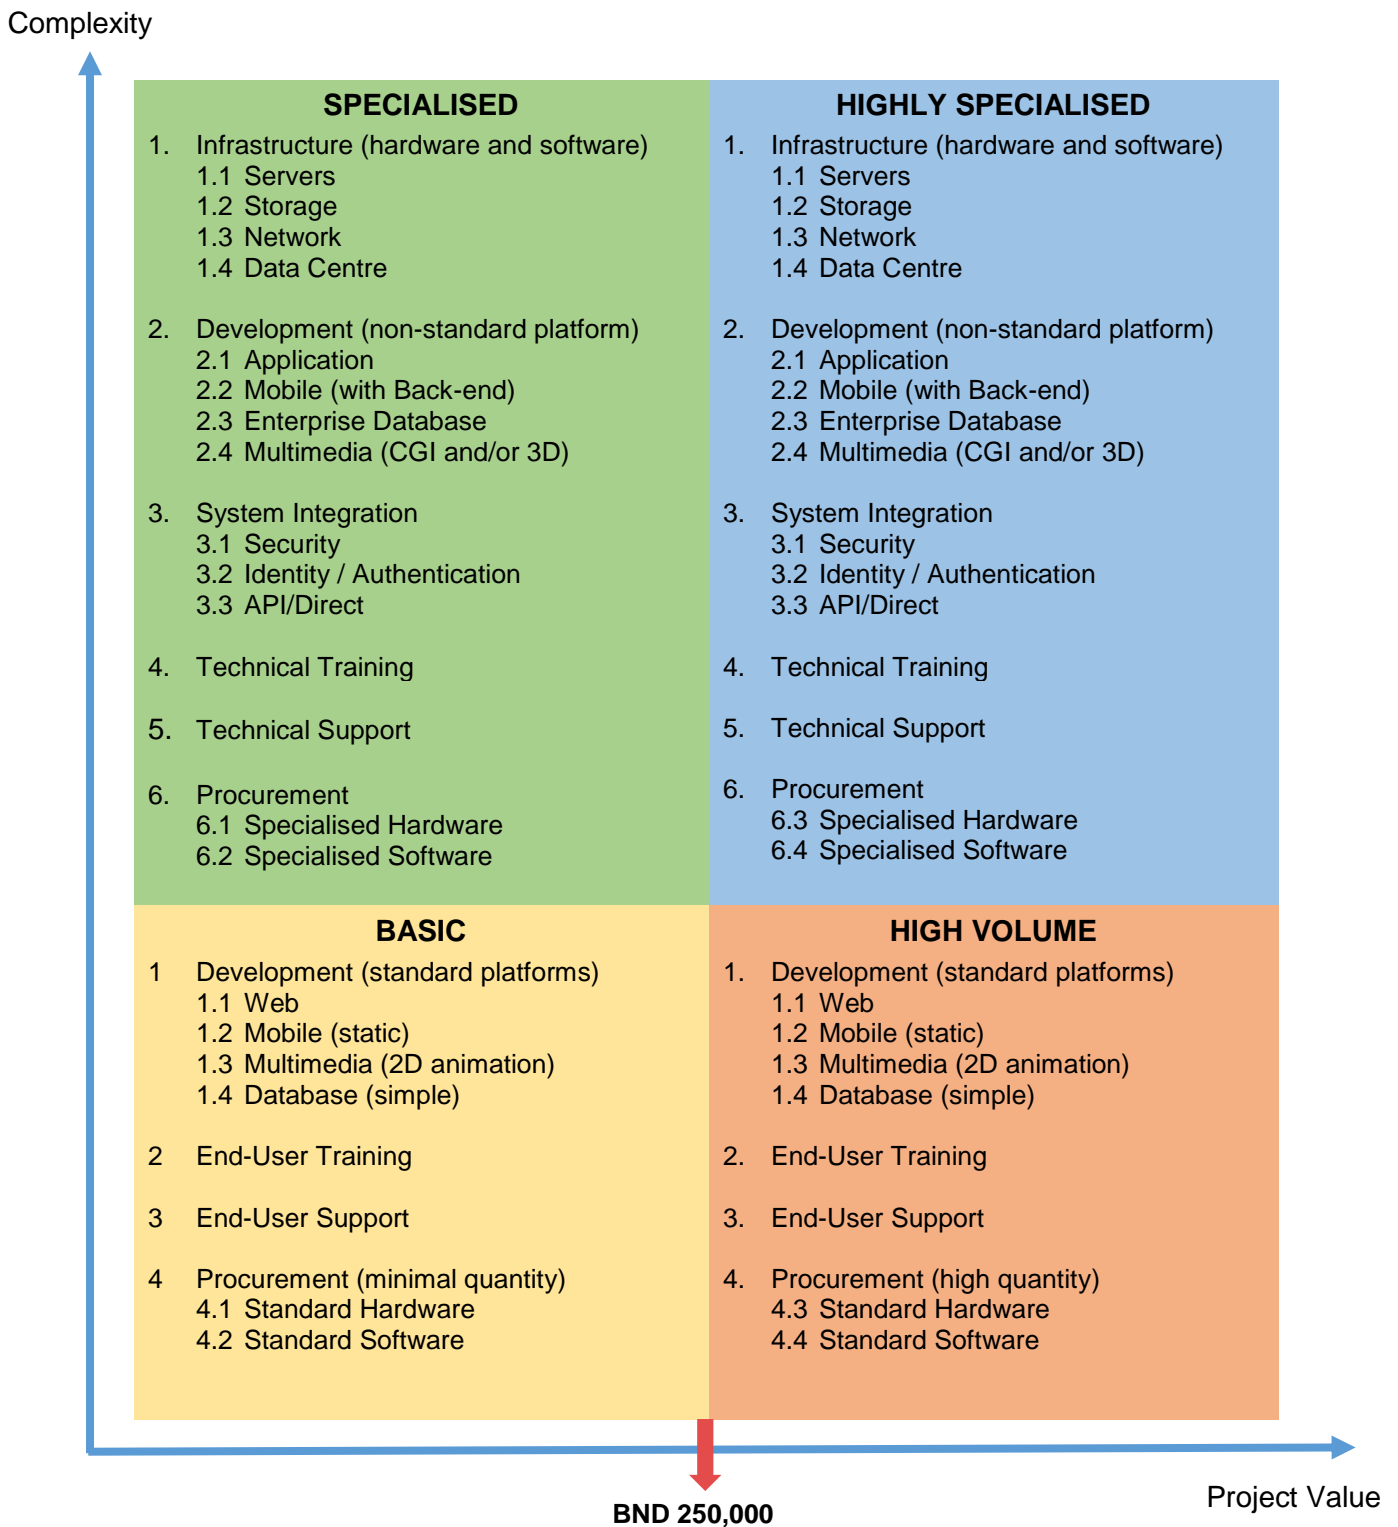 Complexity
SPECIALISED
1. Infrastructure (hardware and software)
1.1 Servers
1.2 Storage
1.3 Network
1.4 Data Centre
2. Development (non-standard platform)
2.1 Application
2.2 Mobile (with Back-end)
2.3 Enterprise Database
2.4 Multimedia (CGI and/or 3D)
3. System Integration
3.1 Security
3.2 Identity / Authentication
3.3 API/Direct
4. Technical Training
5. Technical Support
6. Procurement
6.1 Specialised Hardware
6.2 Specialised Software
HIGHLY SPECIALISED
1. Infrastructure (hardware and software)
1.1 Servers
1.2 Storage
1.3 Network
1.4 Data Centre
2. Development (non-standard platform)
2.1 Application
2.2 Mobile (with Back-end)
2.3 Enterprise Database
2.4 Multimedia (CGI and/or 3D)
3. System Integration
3.1 Security
3.2 Identity / Authentication
3.3 API/Direct
4. Technical Training
5. Technical Support
6. Procurement
6.3 Specialised Hardware
6.4 Specialised Software
BASIC
1 Development (standard platforms)
1.1 Web
1.2 Mobile (static)
1.3 Multimedia (2D animation)
1.4 Database (simple)
2 End-User Training
3 End-User Support
4 Procurement (minimal quantity)
4.1 Standard Hardware
4.2 Standard Software
HIGH VOLUME
1. Development (standard platforms)
1.1 Web
1.2 Mobile (static)
1.3 Multimedia (2D animation)
1.4 Database (simple)
2. End-User Training
3. End-User Support
4. Procurement (high quantity)
4.3 Standard Hardware
4.4 Standard Software
Project Value
BND 250,000